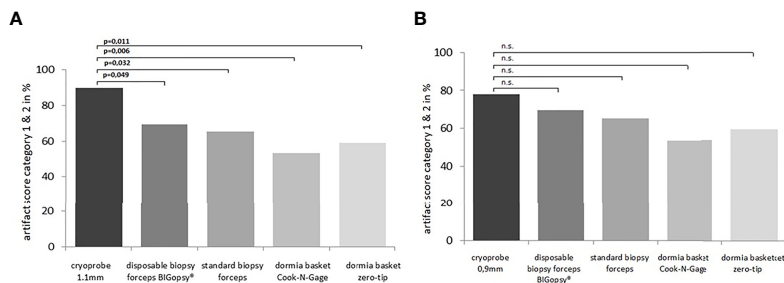 A
p=0,011
p=0,006
p=0,032
p=0,049
artifact score category 1 & 2 in %
100
80
60
40
20
0
cryoprobe
1.1mm
disposable biopsy
forceps BIGopsy®
standard biopsy
forceps
dormia basket
Cook-N-Gage
dormia basket
zero-tip
B
n.s.
n.s.
n.s.
n.s.
artifact score category 1 & 2 in %
100
80
60
40
20
0
cryoprobe
0,9mm
disposable
biopsy forceps
BIGopsy®
standard biopsy
forceps
dormia basket
Cook-N-Gage
dormia basket
zero-tip